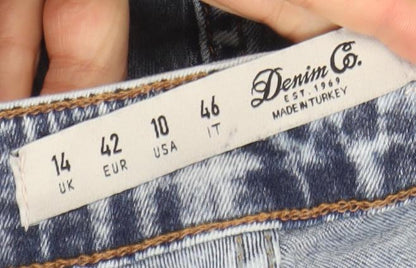 14 42 10 46
UK EUR USA IT
Denim Co.
EST. 1969
MADE IN TURKEY